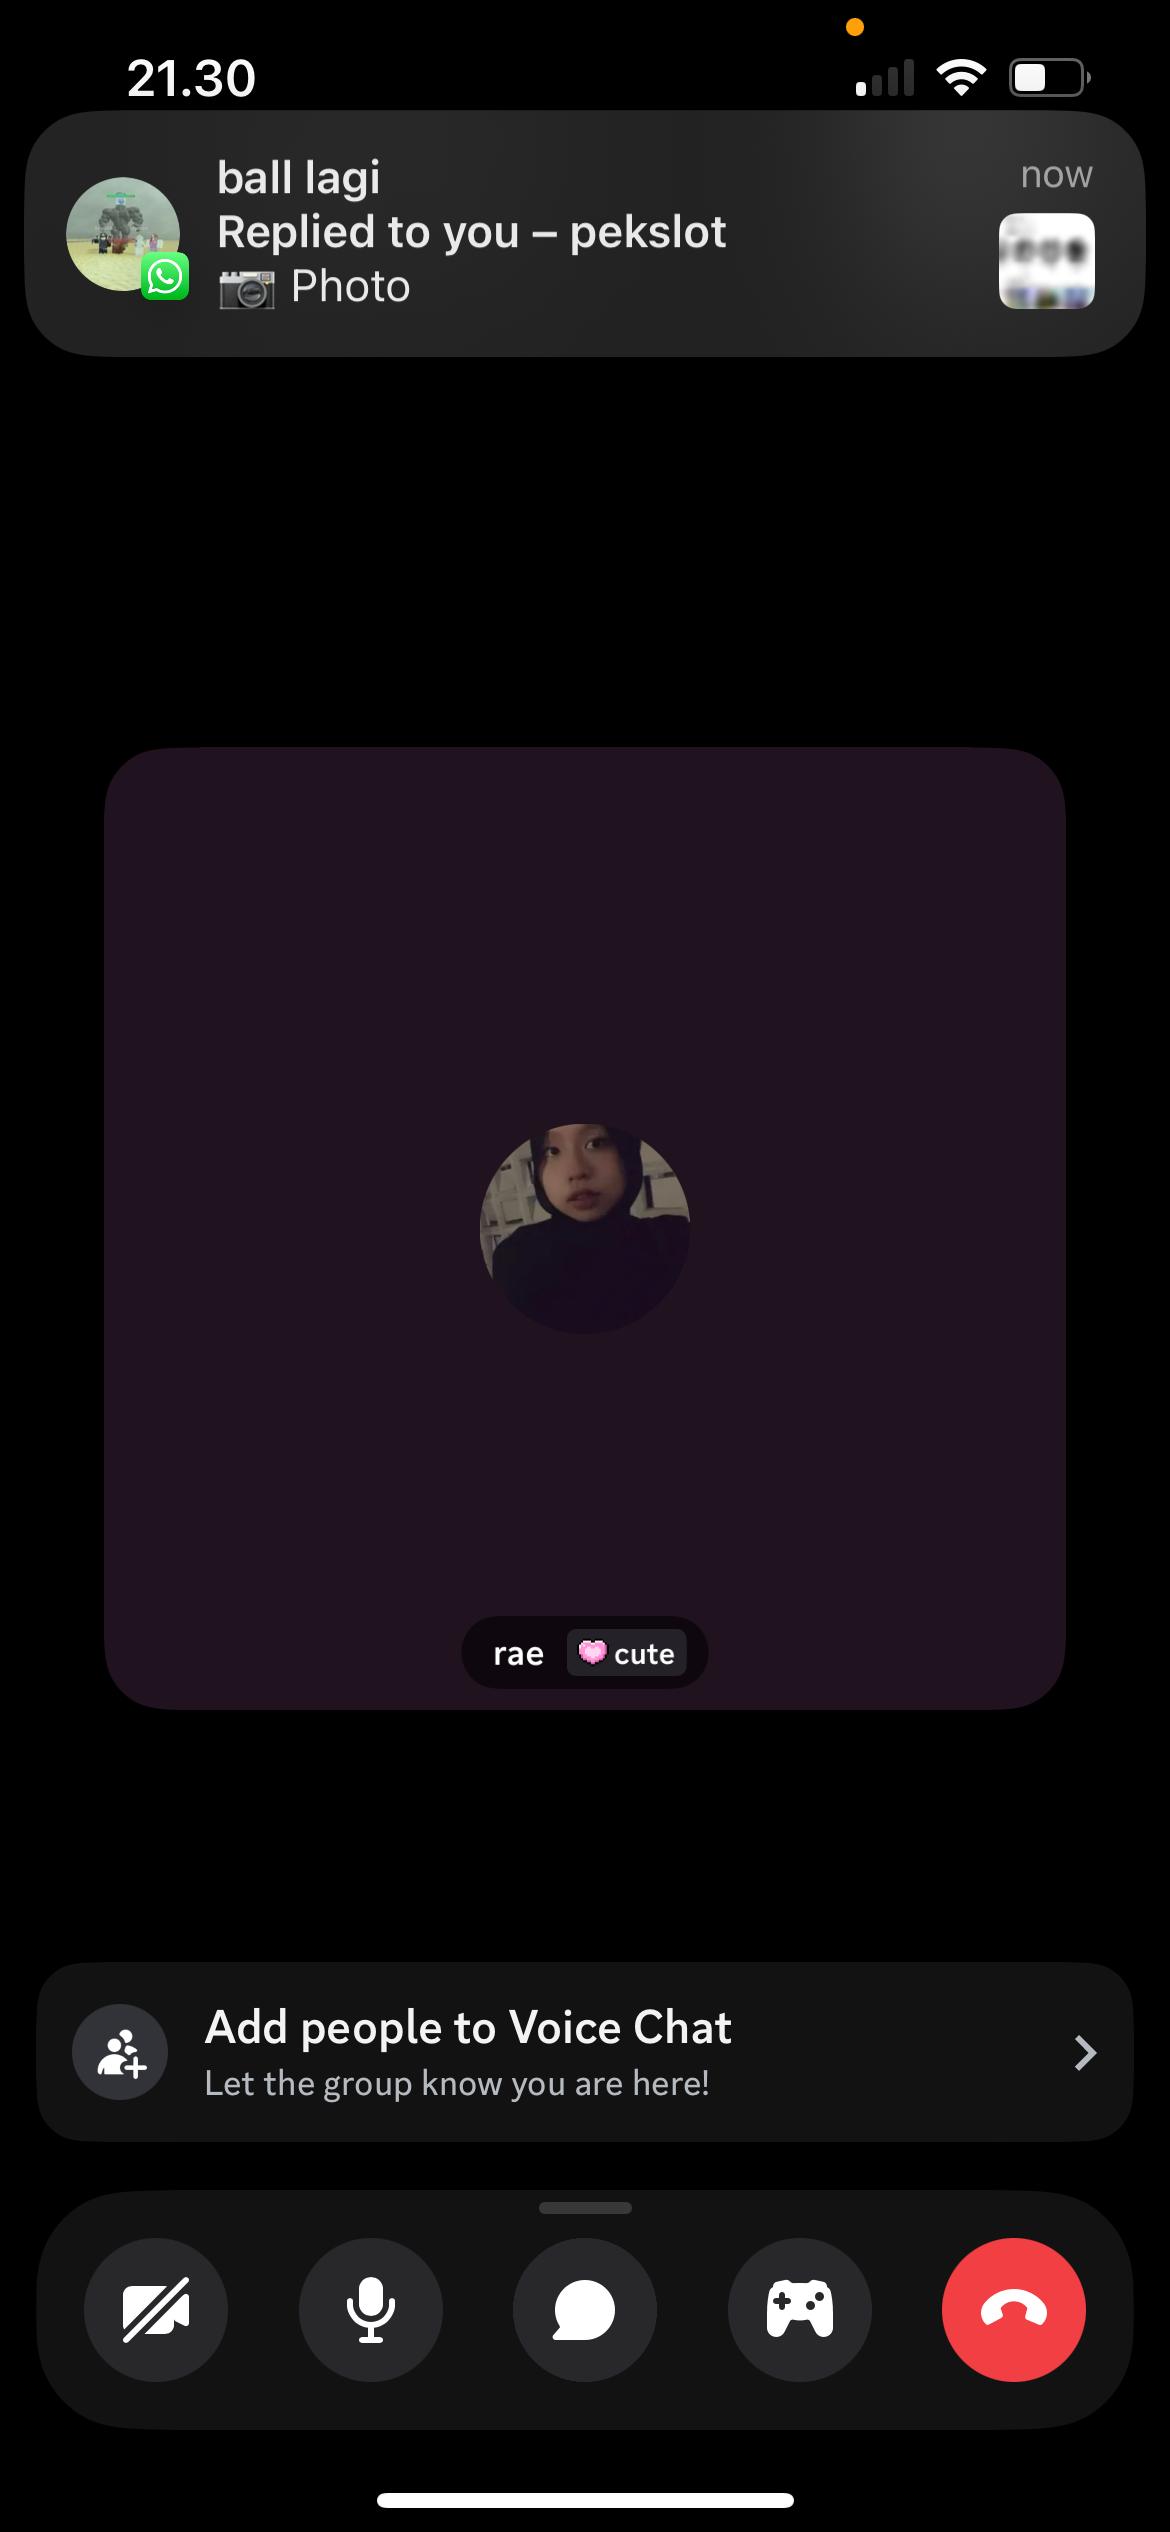 21.30
ball lagi
now
Replied to you – pekslot
📷 Photo
rae
cute
Add people to Voice Chat
Let the group know you are here!